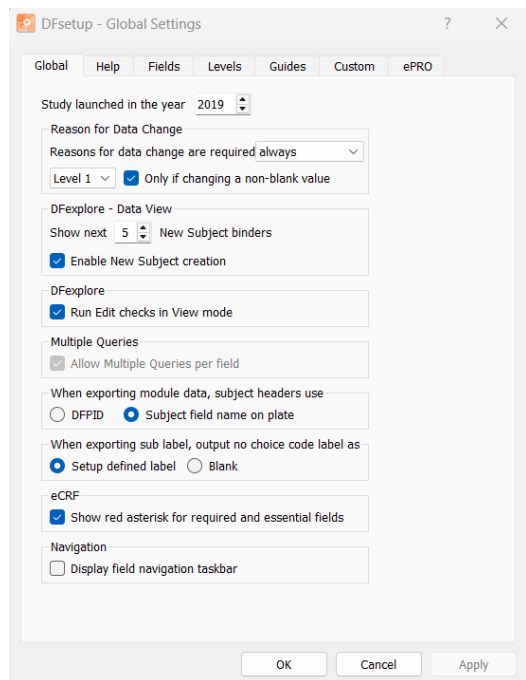 DFsetup - Global Settings
Global Help Fields Levels Guides Custom ePRO
Study launched in the year 2019
Reason for Data Change
Reasons for data change are required always
Level 1 Only if changing a non-blank value
DFexplore - Data View
Show next 5 New Subject binders
Enable New Subject creation
DFexplore
Run Edit checks in View mode
Multiple Queries
Allow Multiple Queries per field
When exporting module data, subject headers use
DFPID Subject field name on plate
When exporting sub label, output no choice code label as
Setup defined label Blank
eCRF
Show red asterisk for required and essential fields
Navigation
Display field navigation taskbar
OK Cancel Apply